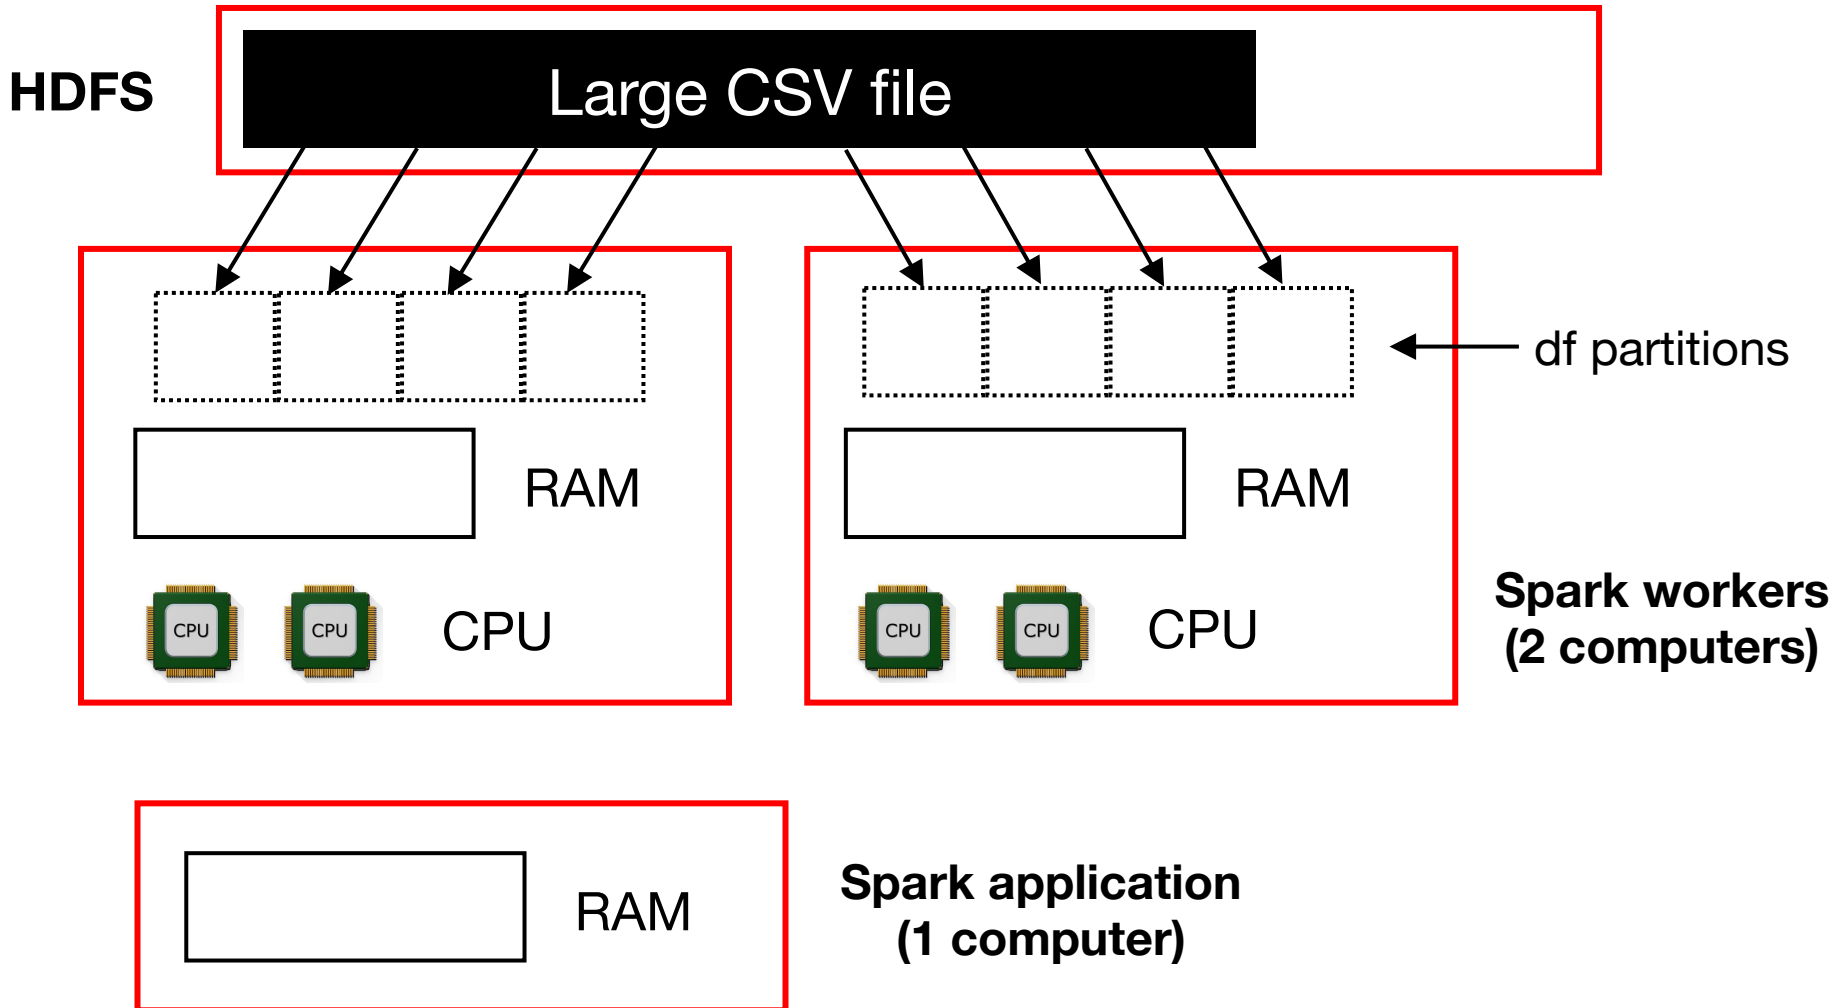 HDFS
Large CSV file
df partitions
RAM
RAM
CPU
CPU
CPU
CPU
CPU
CPU
Spark workers
(2 computers)
RAM
Spark application
(1 computer)